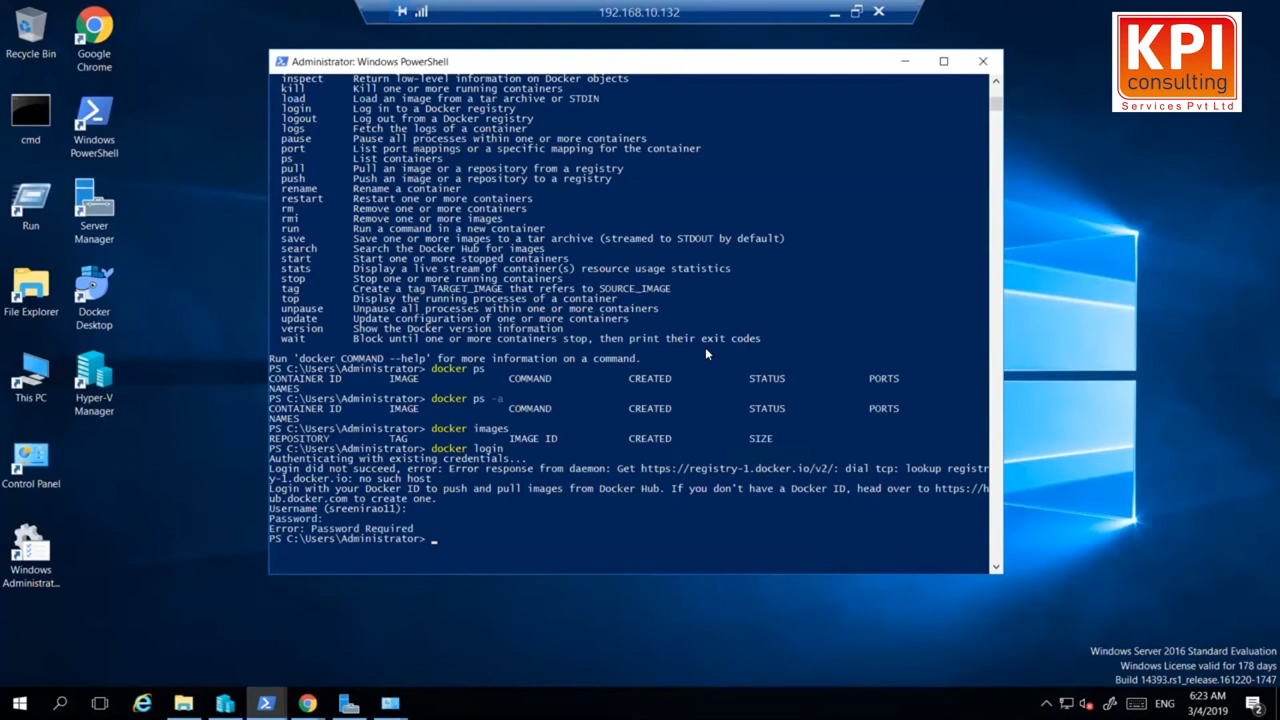 192.168.10.132
KPI
consulting
Services Pvt Ltd
Recycle Bin
Google
Chrome
cmd
Windows
PowerShell
Run
Server
Manager
File Explorer
Docker
Desktop
This PC
Hyper-V
Manager
Control Panel
Windows
Administrat...
Administrator: Windows PowerShell
inspect Return low-level information on Docker objects
kill Kill one or more running containers
load Load an image from a tar archive or STDIN
login Log in to a Docker registry
logout Log out from a Docker registry
logs Fetch the logs of a container
pause Pause all processes within one or more containers
port List port mappings or a specific mapping for the container
ps List containers
pull Pull an image or a repository from a registry
push Push an image or a repository to a registry
rename Rename a container
restart Restart one or more containers
rm Remove one or more containers
rmi Remove one or more images
run Run a command in a new container
save Save one or more images to a tar archive (streamed to STDOUT by default)
search Search the Docker Hub for images
start Start one or more stopped containers
stats Display a live stream of container(s) resource usage statistics
stop Stop one or more running containers
tag Create a tag TARGET_IMAGE that refers to SOURCE_IMAGE
top Display the running processes of a container
unpause Unpause all processes within one or more containers
update Update configuration of one or more containers
version Show the Docker version information
wait Block until one or more containers stop, then print their exit codes
Run 'docker COMMAND --help' for more information on a command.
PS C:\Users\Administrator> docker ps
CONTAINER ID IMAGE COMMAND CREATED STATUS PORTS
NAMES
PS C:\Users\Administrator> docker ps -a
CONTAINER ID IMAGE COMMAND CREATED STATUS PORTS
NAMES
PS C:\Users\Administrator> docker images
REPOSITORY TAG IMAGE ID CREATED SIZE
PS C:\Users\Administrator> docker login
Authenticating with existing credentials...
Login did not succeed, error: Error response from daemon: Get https://registry-1.docker.io/v2/: dial tcp: lookup registr
y-1.docker.io: no such host
Login with your Docker ID to push and pull images from Docker Hub. If you don't have a Docker ID, head over to https://h
ub.docker.com to create one.
Username (sreenirao11):
Password:
Error: Password Required
PS C:\Users\Administrator> _
Windows Server 2016 Standard Evaluation
Windows License valid for 178 days
Build 14393.rs1_release.161220-1747
ENG
6:23 AM
3/4/2019
2